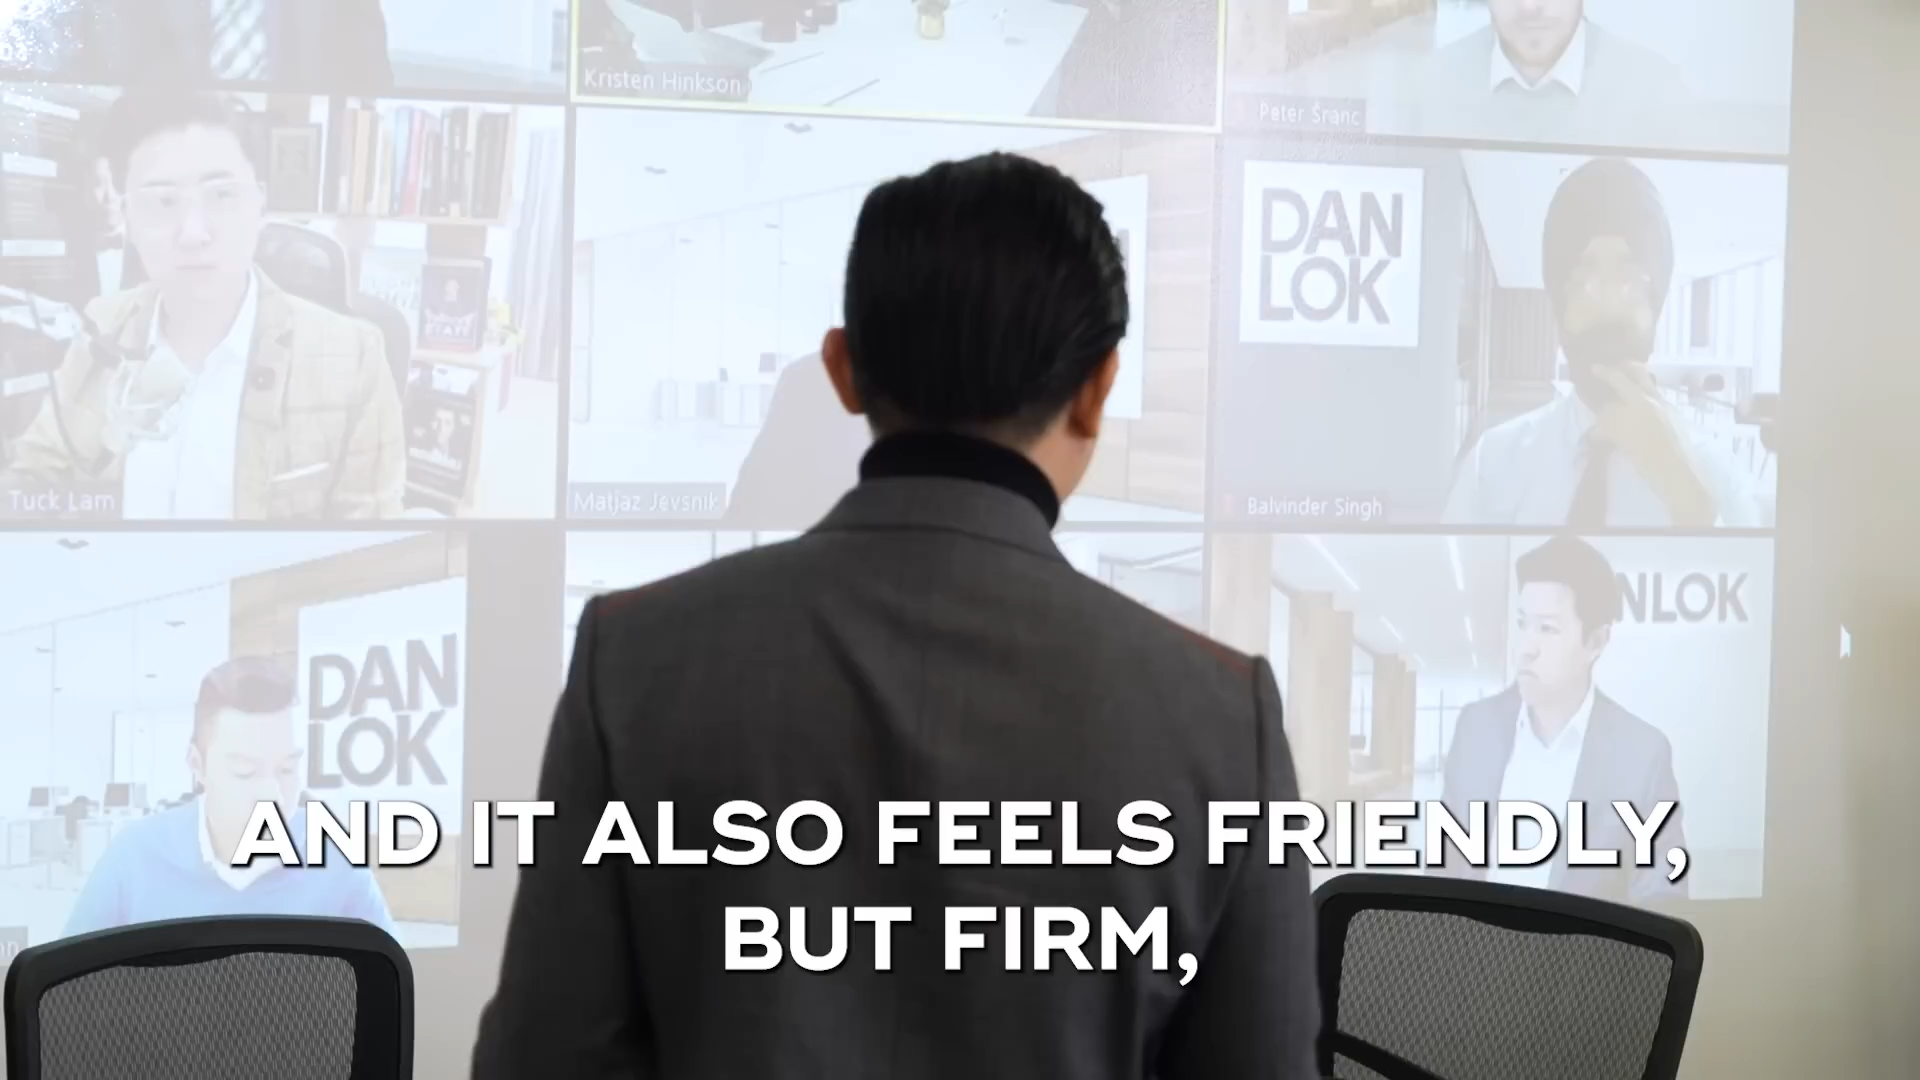 Kristen Hinkson
Peter Šranc
DAN
LOK
Tuck Lam
Matjaz Jevsnik
Balvinder Singh
NLOK
DAN
LOK
AND IT ALSO FEELS FRIENDLY,
BUT FIRM,